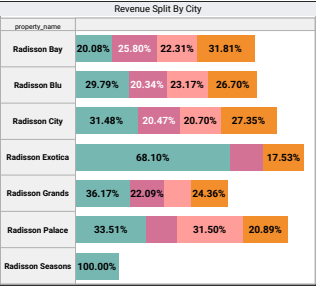 Revenue Split By City
property_name
Radisson Bay 20.08% 25.80% 22.31% 31.81%
Radisson Blu 29.79% 20.34% 23.17% 26.70%
Radisson City 31.48% 20.47% 20.70% 27.35%
Radisson Exotica 68.10% 17.53%
Radisson Grands 36.17% 22.09% 24.36%
Radisson Palace 33.51% 31.50% 20.89%
Radisson Seasons 100.00%